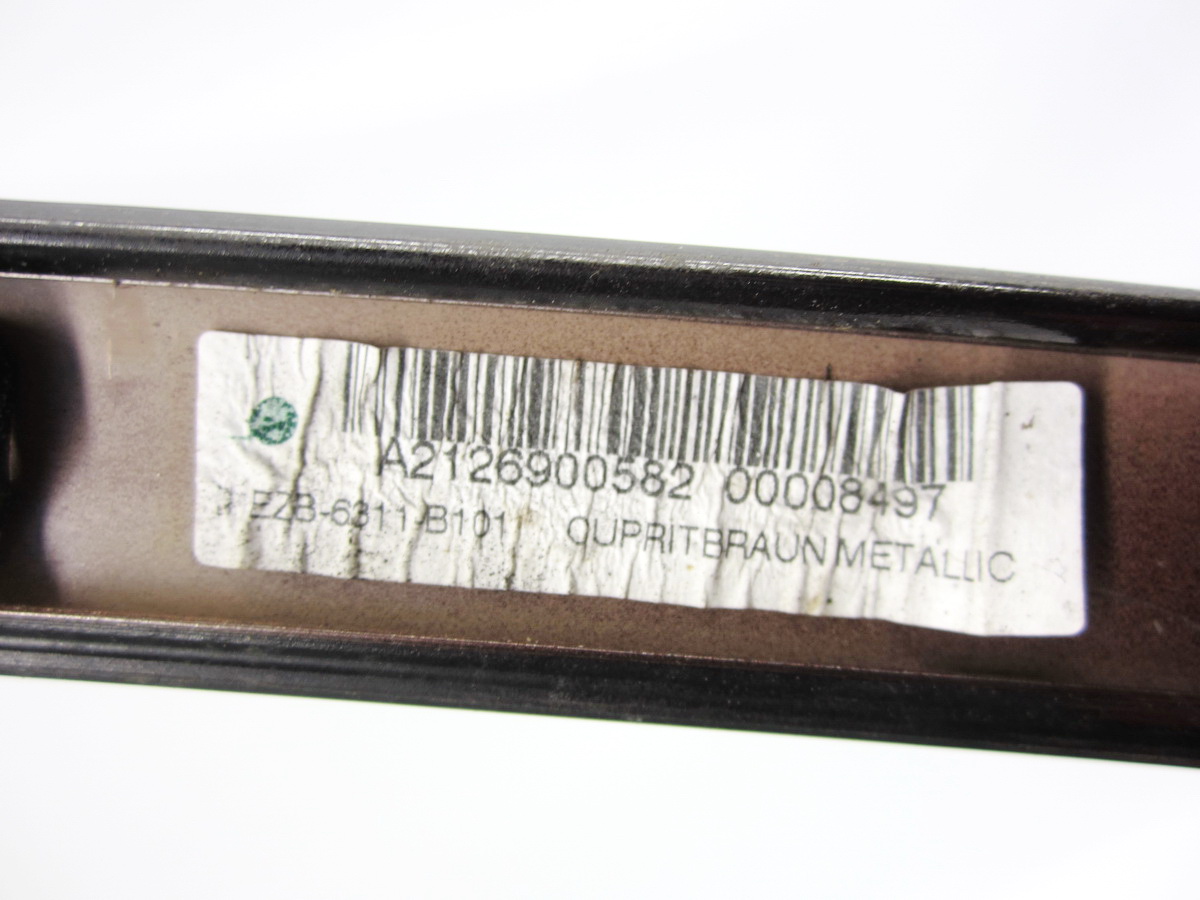 A2126900582 00008497
EZB-6311-B101 CUPRITBRAUN METALLIC